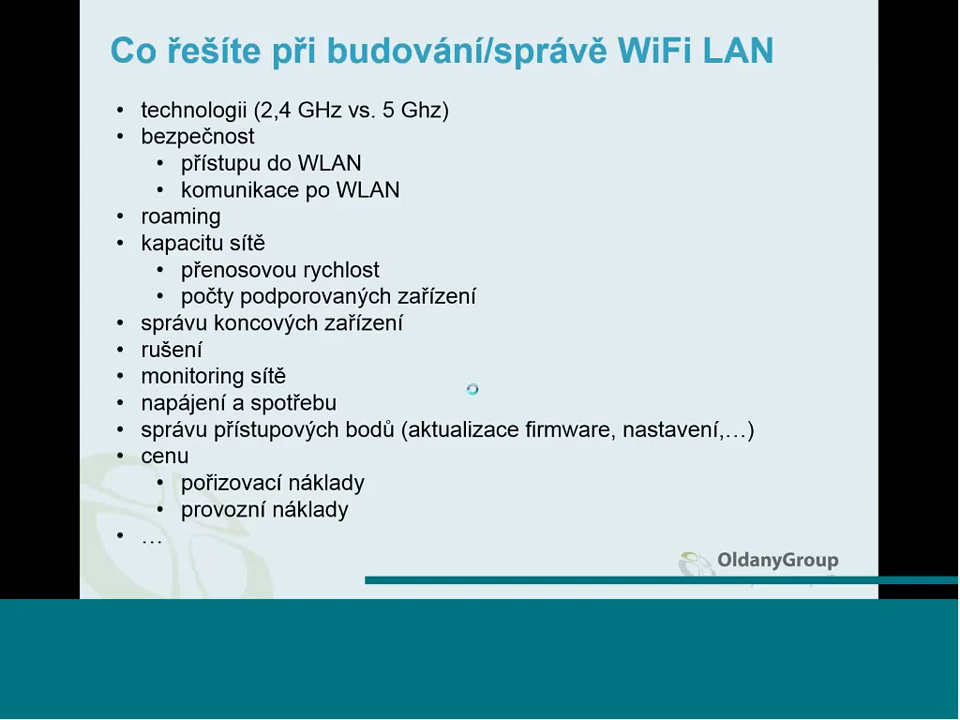 Co řešíte při budování/správě WiFi LAN
• technologii (2,4 GHz vs. 5 Ghz)
• bezpečnost
• přístupu do WLAN
• komunikace po WLAN
• roaming
• kapacitu sítě
• přenosovou rychlost
• počty podporovaných zařízení
• správu koncových zařízení
• rušení
• monitoring sítě
• napájení a spotřebu
• správu přístupových bodů (aktualizace firmware, nastavení,…)
• cenu
• pořizovací náklady
• provozní náklady
• …
OldanyGroup